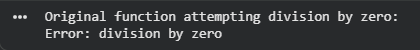 Original function attempting division by zero:
Error: division by zero